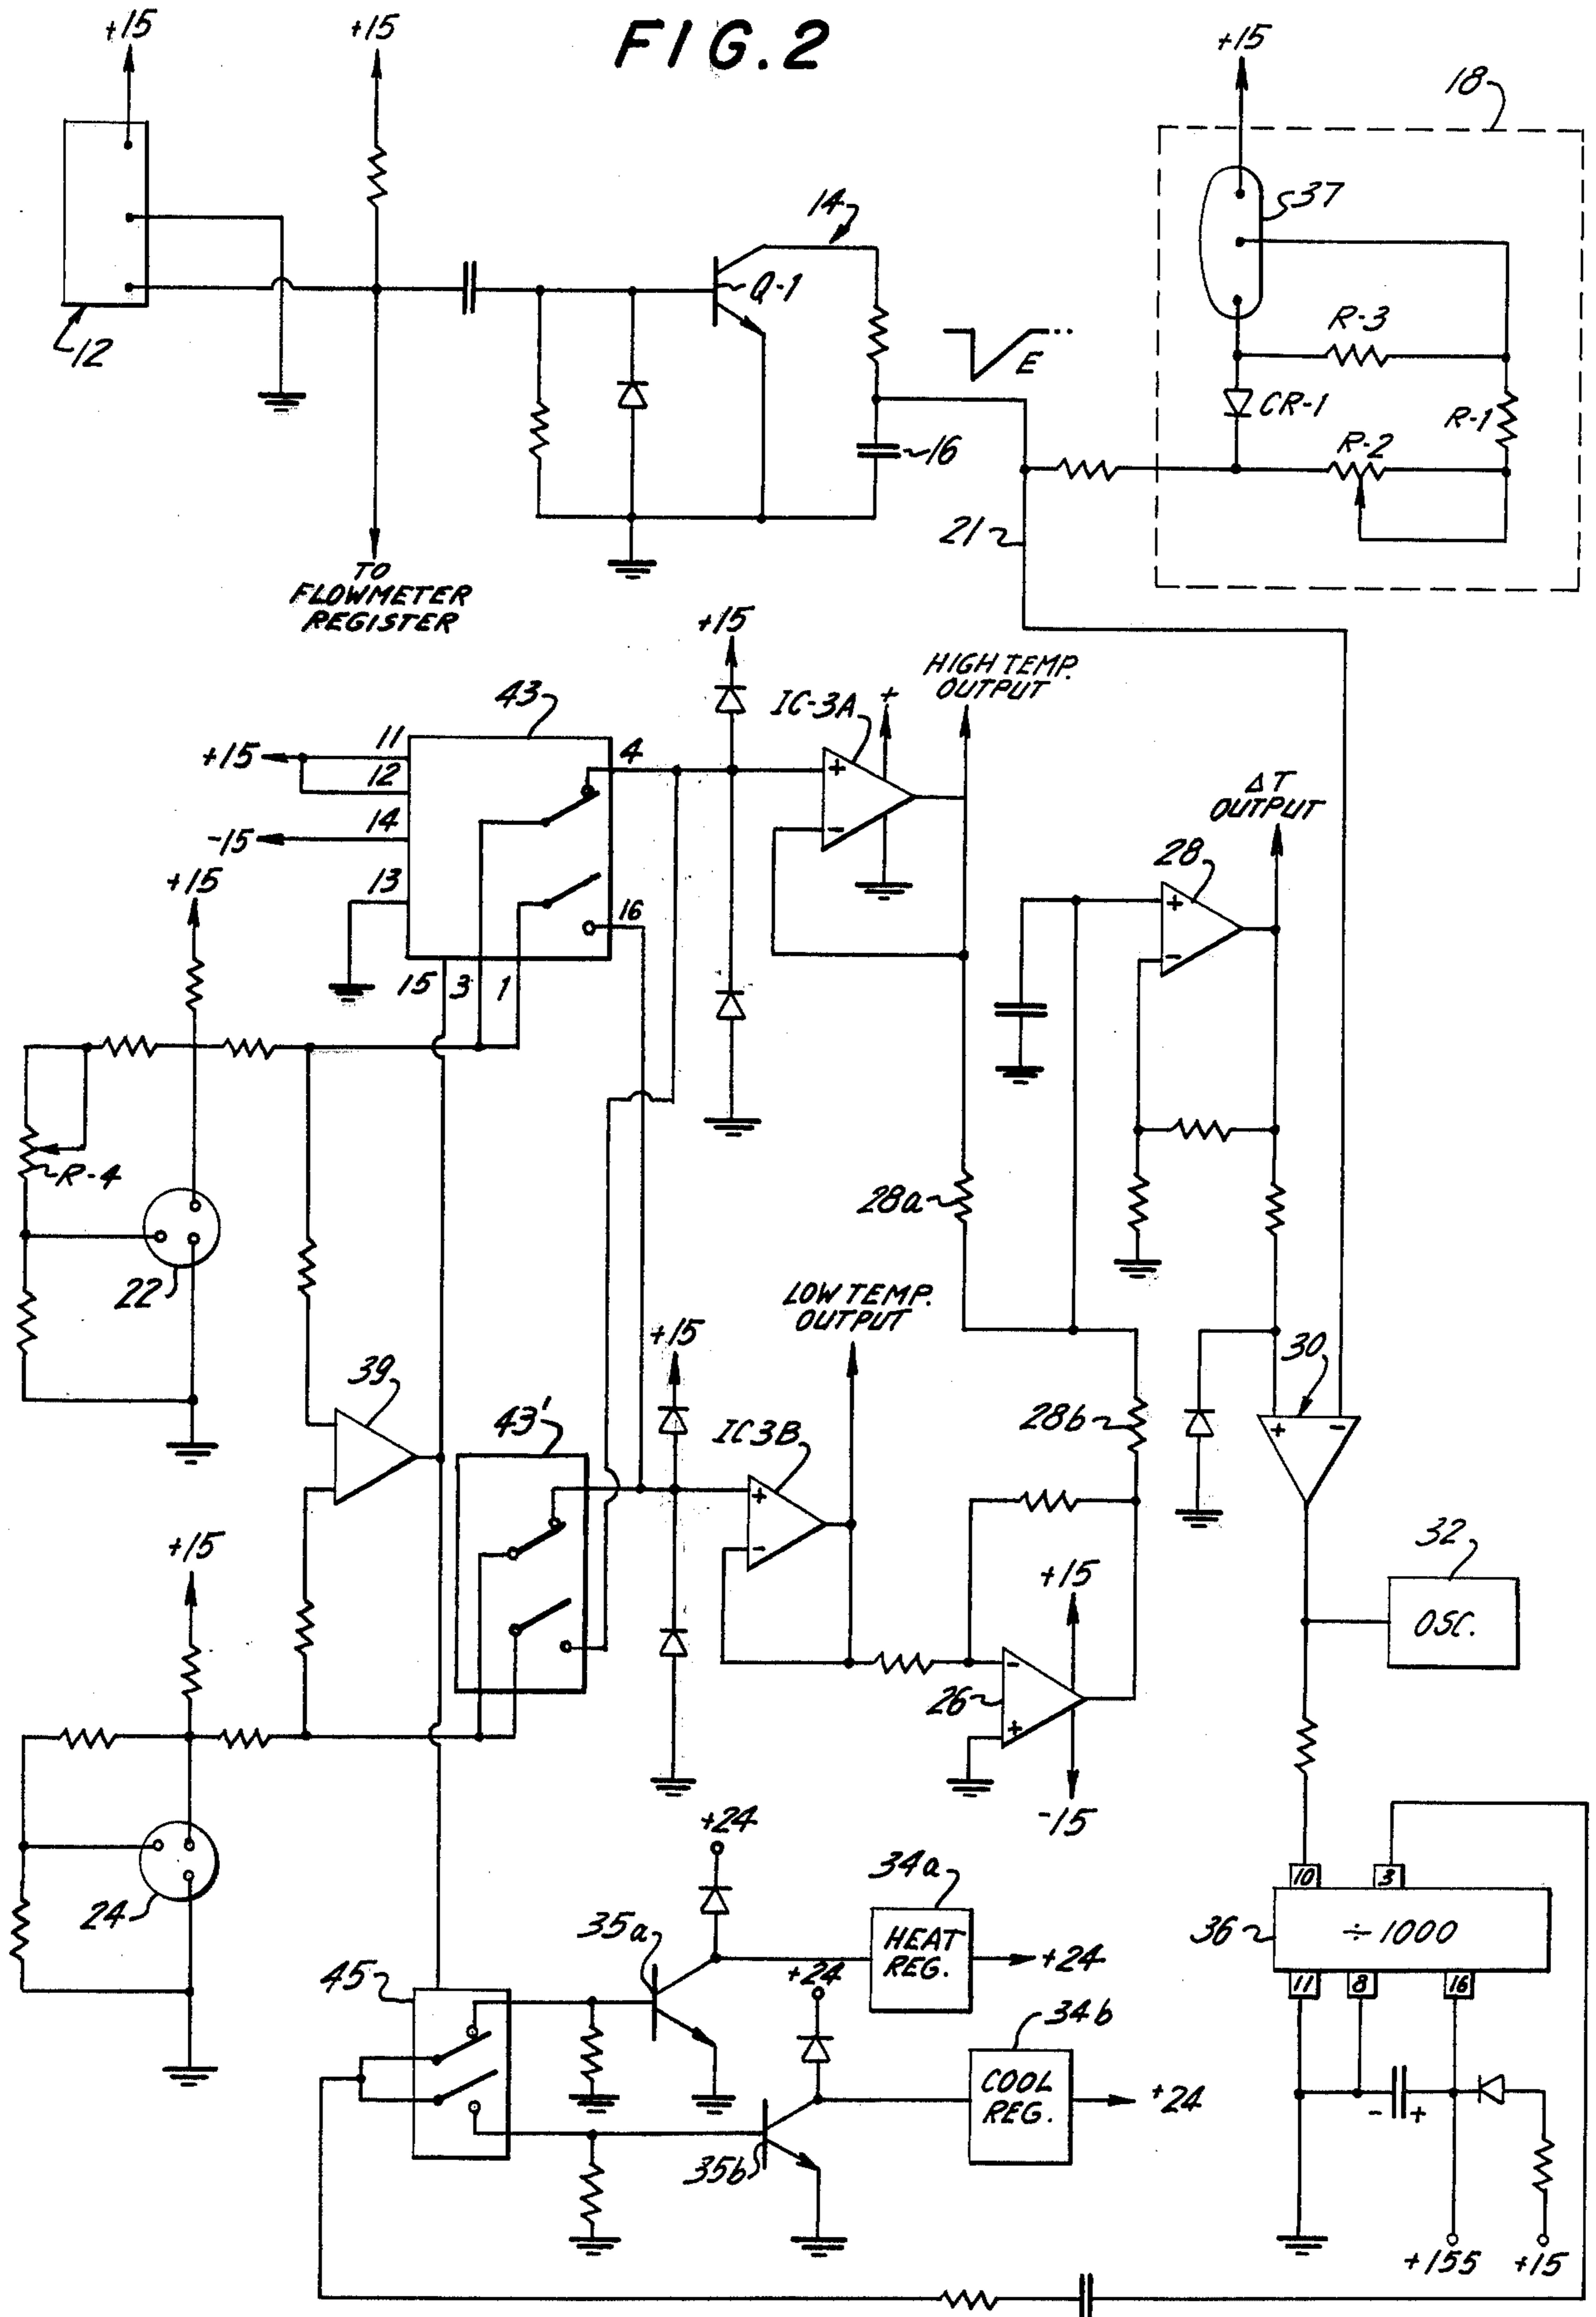 FIG.2
+15
+15
+15
18
37
14
Q-1
12
R-3
E
CR-1
R-1
R-2
16
21
TO
FLOWMETER
REGISTER
+15
HIGH TEMP.
OUTPUT
43
IC-3A
+
11
+15
4
12
+
ΔT
OUTPUT
14
-15
-
28
13
+15
16
+
15
3
1
-
R-4
28a
22
LOW TEMP.
OUTPUT
+15
30
39
43'
IC3B
28b
+
-
+
+15
-
32
OSC.
+15
-
26
+
-15
+24
34a
10
3
24
35a
HEAT
REG.
+24
36
÷1000
45
+24
11
8
16
34b
COOL
REG.
+24
-
+
35b
+155
+15